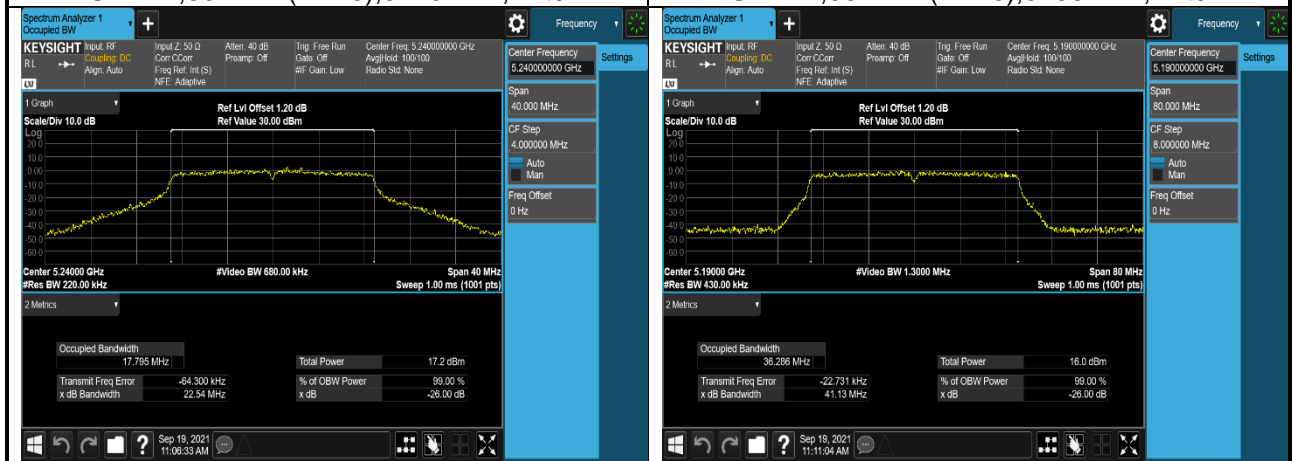 Spectrum Analyzer 1
Occupied BW
+
Frequency
KEYSIGHT
R L
LXI
Input: RF
Coupling: DC
Align: Auto
Input Z: 50 Ω
Corr CCorr
Freq Ref: Int (S)
NFE: Adaptive
Atten: 40 dB
Preamp: Off
Trig: Free Run
Gate: Off
#IF Gain: Low
Center Freq: 5.240000000 GHz
Avg|Hold: 100/100
Radio Std: None
Center Frequency
5.240000000 GHz
Settings
Span
40.000 MHz
CF Step
4.000000 MHz
Auto
Man
Freq Offset
0 Hz
1 Graph
Scale/Div 10.0 dB
Ref Lvl Offset 1.20 dB
Ref Value 30.00 dBm
Log
20.0
10.0
0.00
-10.0
-20.0
-30.0
-40.0
-50.0
-60.0
Center 5.24000 GHz
#Video BW 680.00 kHz
Span 40 MHz
#Res BW 220.00 kHz
Sweep 1.00 ms (1001 pts)
2 Metrics
Occupied Bandwidth
17.795 MHz
Total Power 17.2 dBm
Transmit Freq Error -64.300 kHz
% of OBW Power 99.00 %
x dB Bandwidth 22.54 MHz
x dB -26.00 dB
?
Sep 19, 2021
11:06:33 AM
Spectrum Analyzer 1
Occupied BW
+
Frequency
KEYSIGHT
R L
LXI
Input: RF
Coupling: DC
Align: Auto
Input Z: 50 Ω
Corr CCorr
Freq Ref: Int (S)
NFE: Adaptive
Atten: 40 dB
Preamp: Off
Trig: Free Run
Gate: Off
#IF Gain: Low
Center Freq: 5.190000000 GHz
Avg|Hold: 100/100
Radio Std: None
Center Frequency
5.190000000 GHz
Settings
Span
80.000 MHz
CF Step
8.000000 MHz
Auto
Man
Freq Offset
0 Hz
1 Graph
Scale/Div 10.0 dB
Ref Lvl Offset 1.20 dB
Ref Value 30.00 dBm
Log
20.0
10.0
0.00
-10.0
-20.0
-30.0
-40.0
-50.0
-60.0
Center 5.19000 GHz
#Video BW 1.3000 MHz
Span 80 MHz
#Res BW 430.00 kHz
Sweep 1.00 ms (1001 pts)
2 Metrics
Occupied Bandwidth
36.286 MHz
Total Power 16.0 dBm
Transmit Freq Error -22.731 kHz
% of OBW Power 99.00 %
x dB Bandwidth 41.13 MHz
x dB -26.00 dB
?
Sep 19, 2021
11:11:04 AM